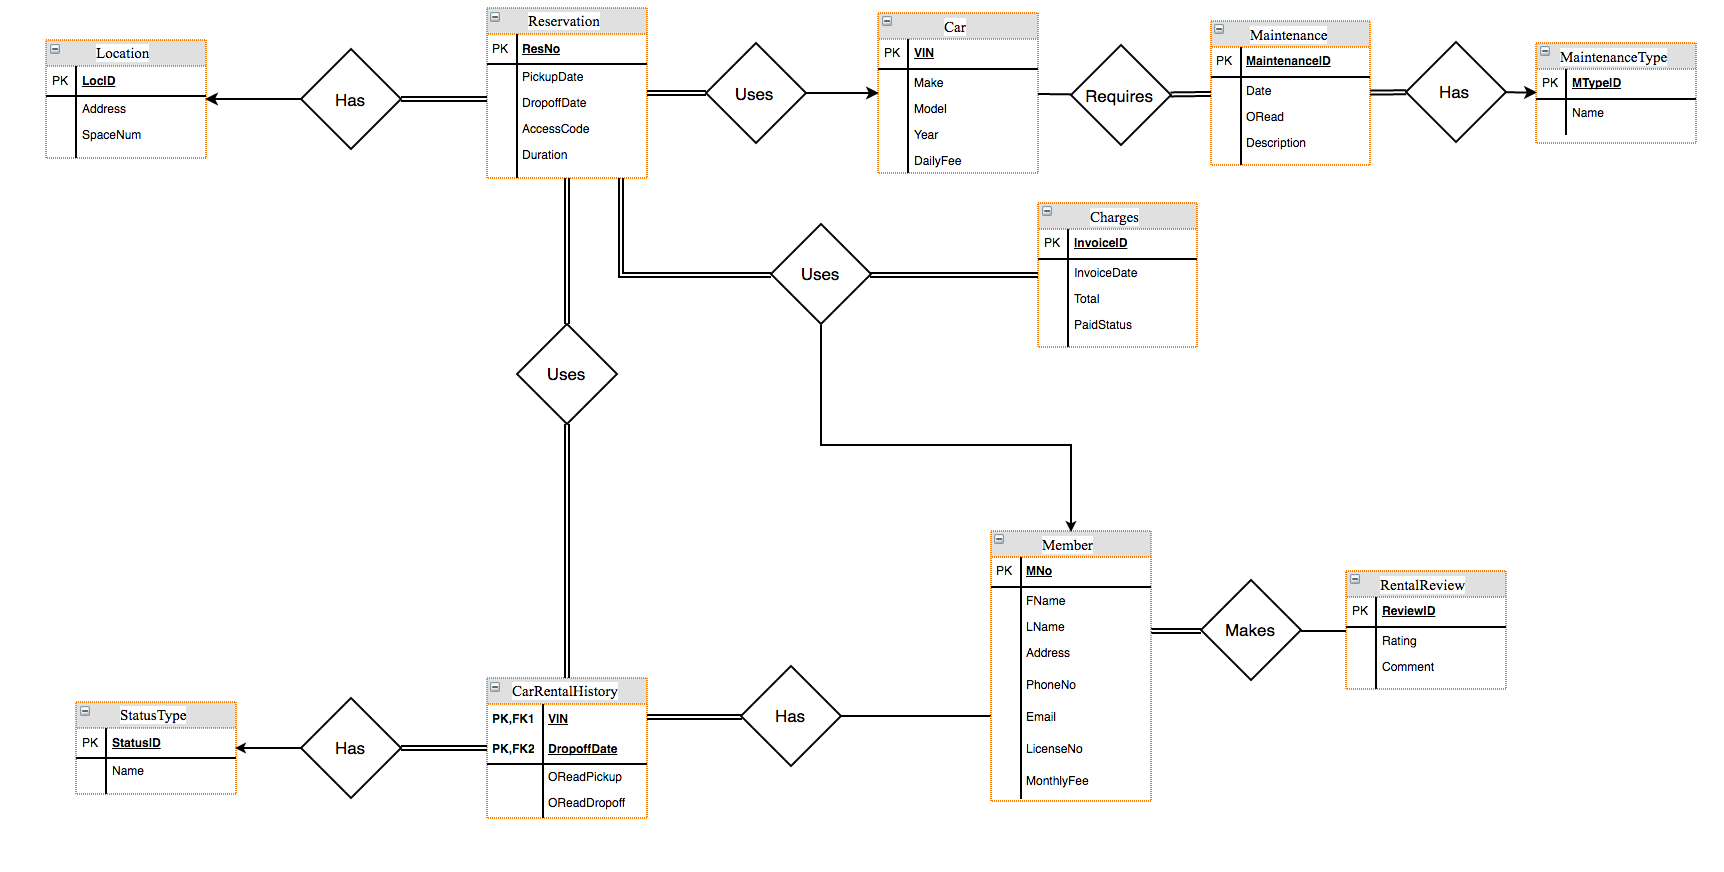 Location
PK LocID
Address
SpaceNum
Has
Reservation
PK ResNo
PickupDate
DropoffDate
AccessCode
Duration
Uses
Car
PK VIN
Make
Model
Year
DailyFee
Requires
Maintenance
PK MaintenanceID
Date
ORead
Description
Has
MaintenanceType
PK MTypeID
Name
Uses
Charges
PK InvoiceID
InvoiceDate
Total
PaidStatus
Uses
Member
PK MNo
FName
LName
Address
PhoneNo
Email
LicenseNo
MonthlyFee
Makes
RentalReview
PK ReviewID
Rating
Comment
StatusType
PK StatusID
Name
Has
CarRentalHistory
PK,FK1 VIN
PK,FK2 DropoffDate
OReadPickup
OReadDropoff
Has